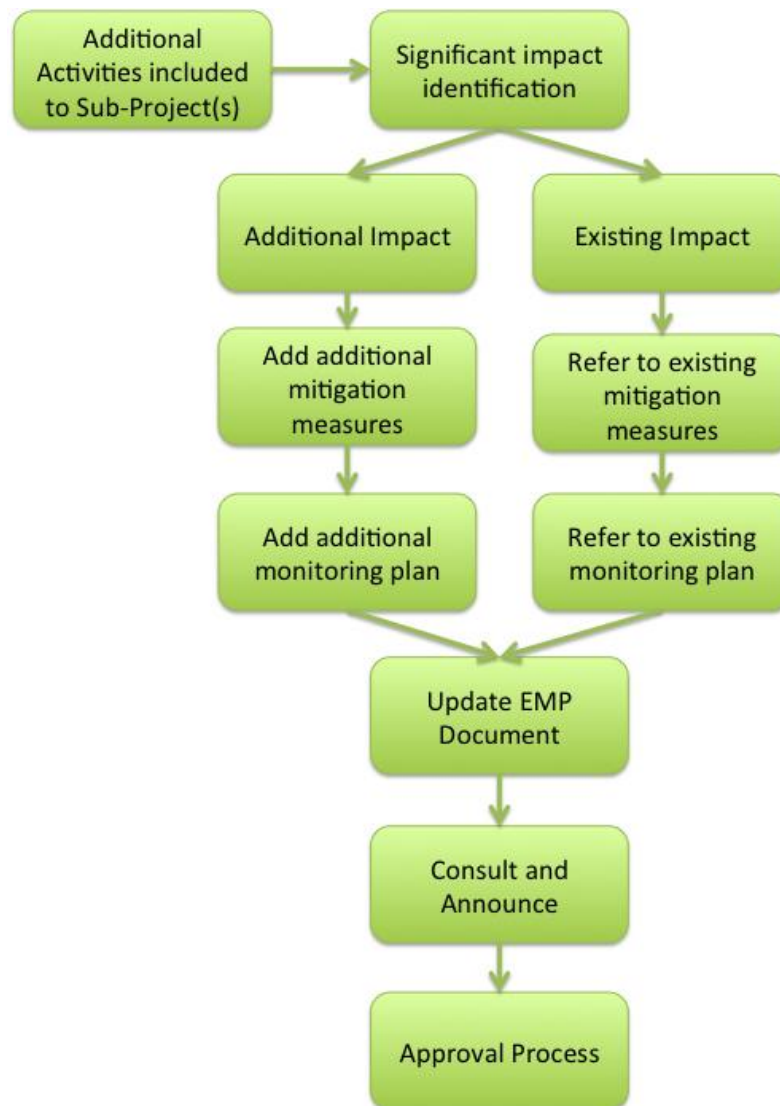 Additional
Activities included
to Sub-Project(s)
Significant impact
identification
Additional Impact
Existing Impact
Add additional
mitigation
measures
Refer to existing
mitigation
measures
Add additional
monitoring plan
Refer to existing
monitoring plan
Update EMP
Document
Consult and
Announce
Approval Process